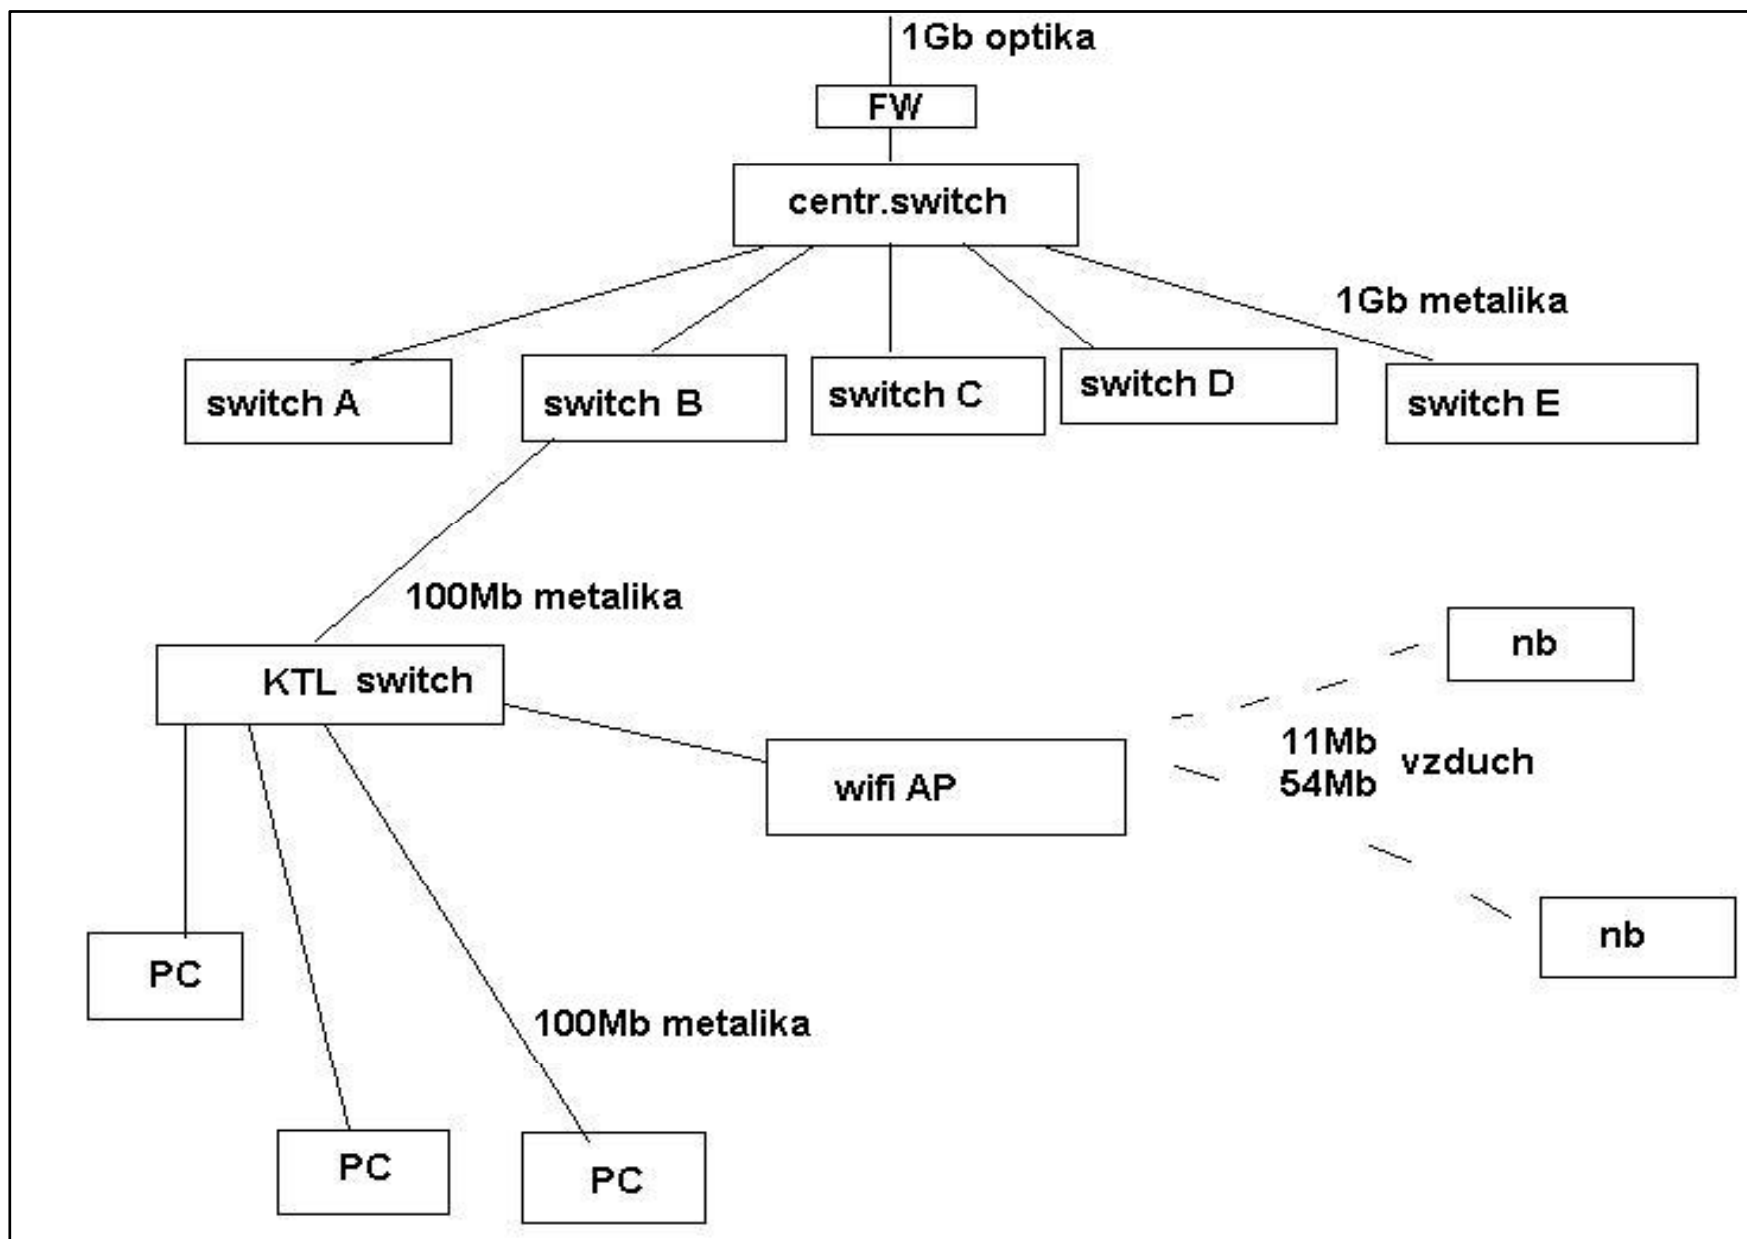 1Gb optika
FW
centr.switch
1Gb metalika
switch A
switch B
switch C
switch D
switch E
100Mb metalika
KTL switch
nb
11Mb
54Mb
vzduch
wifi AP
nb
PC
100Mb metalika
PC
PC